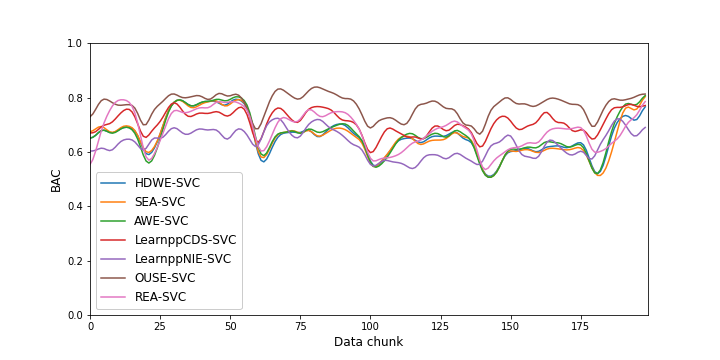 1.0
0.8
0.6
0.4
0.2
0.0
BAC
HDWE-SVC
SEA-SVC
AWE-SVC
LearnppCDS-SVC
LearnppNIE-SVC
OUSE-SVC
REA-SVC
0 25 50 75 100 125 150 175
Data chunk